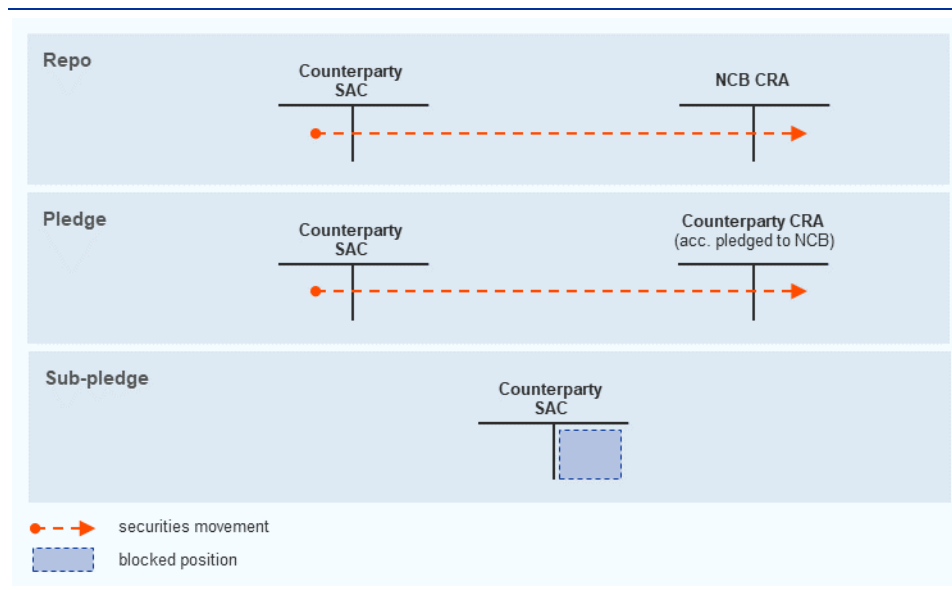 Repo
Counterparty
SAC
NCB CRA
Pledge
Counterparty
SAC
Counterparty CRA
(acc. pledged to NCB)
Sub-pledge
Counterparty
SAC
securities movement
blocked position